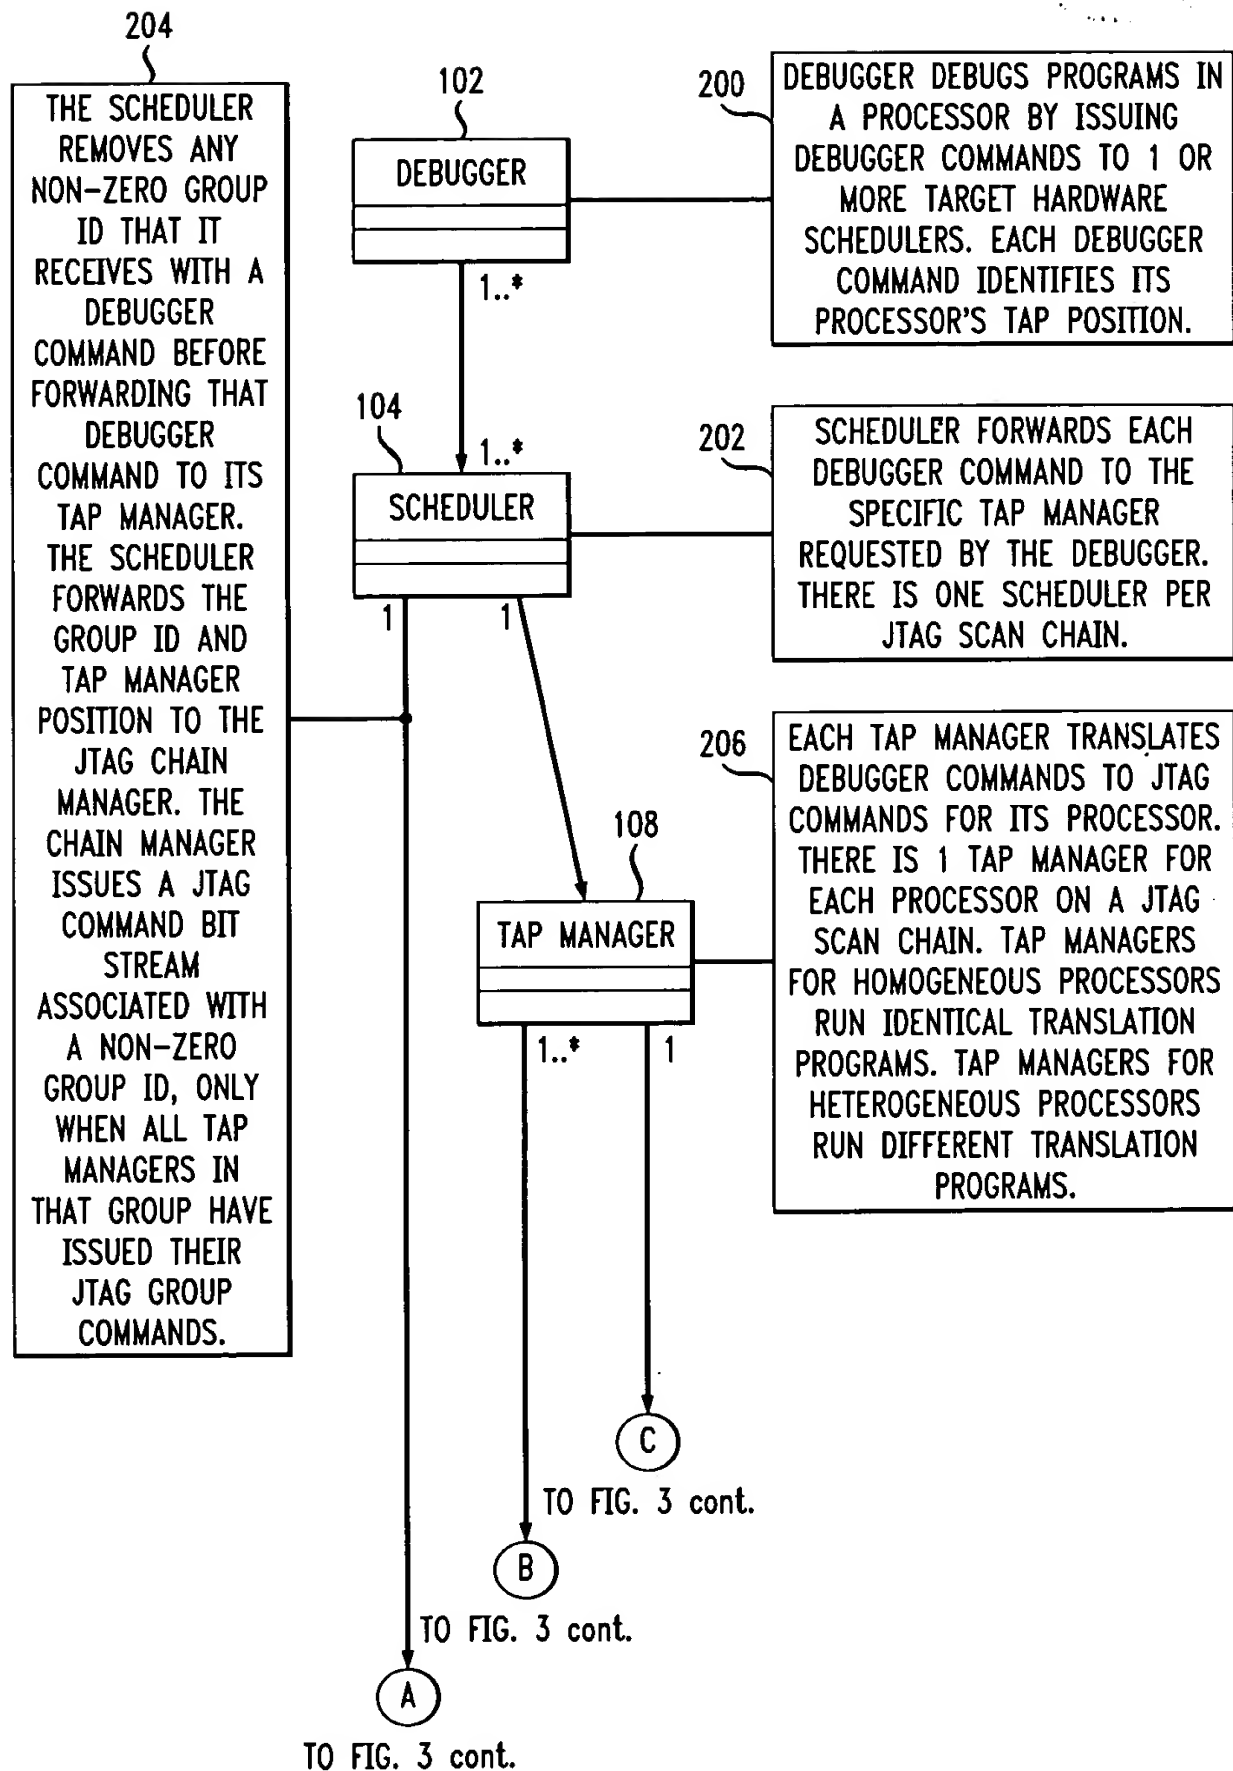 204
THE SCHEDULER
REMOVES ANY
NON-ZERO GROUP
ID THAT IT
RECEIVES WITH A
DEBUGGER
COMMAND BEFORE
FORWARDING THAT
DEBUGGER
COMMAND TO ITS
TAP MANAGER.
THE SCHEDULER
FORWARDS THE
GROUP ID AND
TAP MANAGER
POSITION TO THE
JTAG CHAIN
MANAGER. THE
CHAIN MANAGER
ISSUES A JTAG
COMMAND BIT
STREAM
ASSOCIATED WITH
A NON-ZERO
GROUP ID, ONLY
WHEN ALL TAP
MANAGERS IN
THAT GROUP HAVE
ISSUED THEIR
JTAG GROUP
COMMANDS.
102
DEBUGGER
1..*
200
DEBUGGER DEBUGS PROGRAMS IN
A PROCESSOR BY ISSUING
DEBUGGER COMMANDS TO 1 OR
MORE TARGET HARDWARE
SCHEDULERS. EACH DEBUGGER
COMMAND IDENTIFIES ITS
PROCESSOR'S TAP POSITION.
104
1..*
SCHEDULER
1
1
202
SCHEDULER FORWARDS EACH
DEBUGGER COMMAND TO THE
SPECIFIC TAP MANAGER
REQUESTED BY THE DEBUGGER.
THERE IS ONE SCHEDULER PER
JTAG SCAN CHAIN.
108
TAP MANAGER
1..*
1
206
EACH TAP MANAGER TRANSLATES
DEBUGGER COMMANDS TO JTAG
COMMANDS FOR ITS PROCESSOR.
THERE IS 1 TAP MANAGER FOR
EACH PROCESSOR ON A JTAG
SCAN CHAIN. TAP MANAGERS
FOR HOMOGENEOUS PROCESSORS
RUN IDENTICAL TRANSLATION
PROGRAMS. TAP MANAGERS FOR
HETEROGENEOUS PROCESSORS
RUN DIFFERENT TRANSLATION
PROGRAMS.
C
TO FIG. 3 cont.
B
TO FIG. 3 cont.
A
TO FIG. 3 cont.